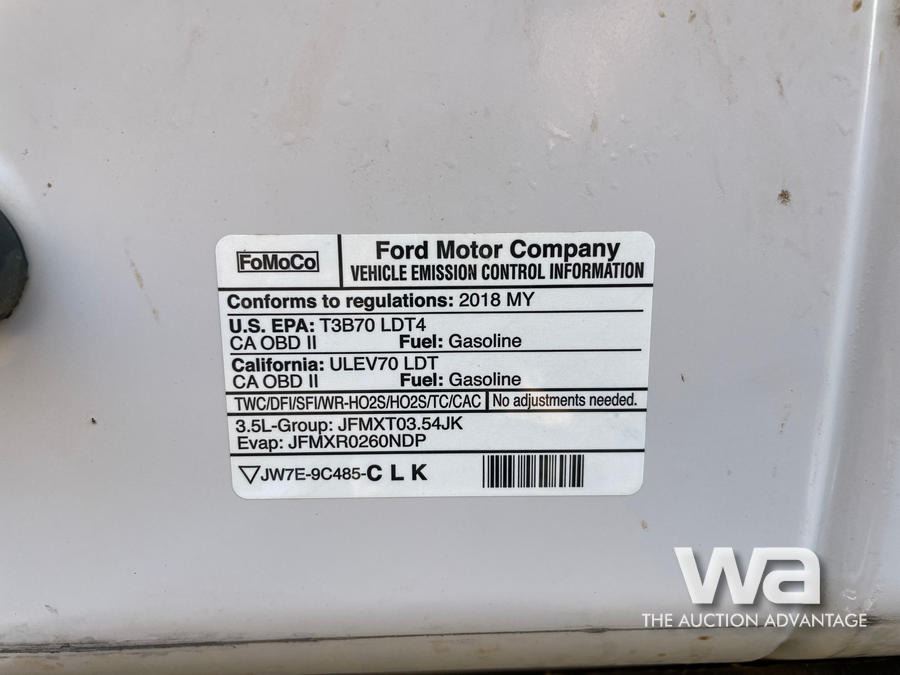 FoMoCo
Ford Motor Company
VEHICLE EMISSION CONTROL INFORMATION
Conforms to regulations: 2018 MY
U.S. EPA: T3B70 LDT4
CA OBD II Fuel: Gasoline
California: ULEV70 LDT
CA OBD II Fuel: Gasoline
TWC/DFI/SFI/WR-HO2S/HO2S/TC/CAC No adjustments needed.
3.5L-Group: JFMXT03.54JK
Evap: JFMXR0260NDP
JW7E-9C485-C L K
wa
THE AUCTION ADVANTAGE